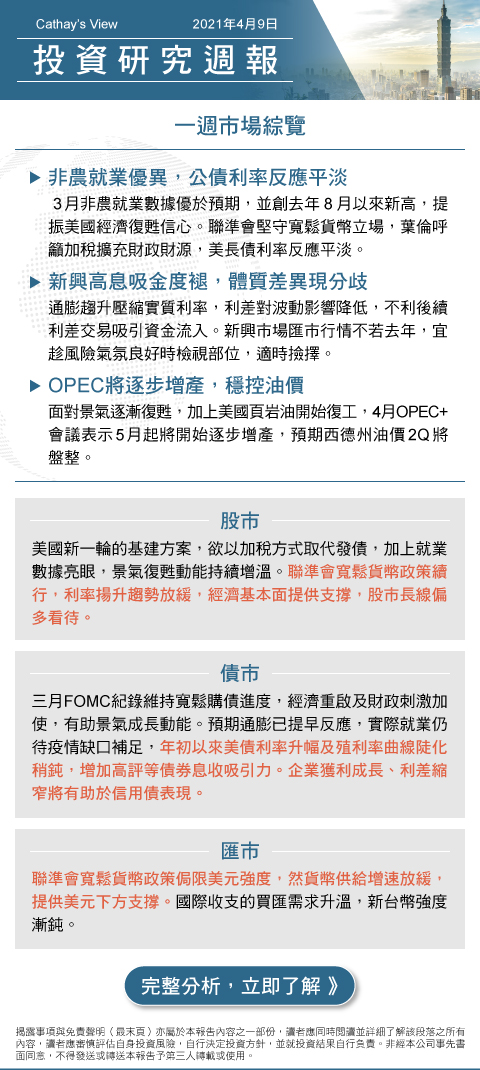 Cathay's View 2021年4月9日
投資研究週報
一週市場綜覽
▶ 非農就業優異，公債利率反應平淡
3月非農就業數據優於預期，並創去年 8 月以來新高，提
振美國經濟復甦信心。聯準會堅守寬鬆貨幣立場，葉倫呼
籲加稅擴充財政財源，美長債利率反應平淡。
▶ 新興高息吸金度褪，體質差異現分歧
通膨趨升壓縮實質利率，利差對波動影響降低，不利後續
利差交易吸引資金流入。新興市場匯市行情不若去年，宜
趁風險氣氛良好時檢視部位，適時撿擇。
▶ OPEC將逐步增產，穩控油價
面對景氣逐漸復甦，加上美國頁岩油開始復工，4月OPEC+
會議表示5月起將開始逐步增產，預期西德州油價2Q將
盤整。
股市
美國新一輪的基建方案，欲以加稅方式取代發債，加上就業
數據亮眼，景氣復甦動能持續增溫。聯準會寬鬆貨幣政策續
行，利率揚升趨勢放緩，經濟基本面提供支撐，股市長線偏
多看待。
債市
三月FOMC紀錄維持寬鬆購債進度，經濟重啟及財政刺激加
使，有助景氣成長動能。預期通膨已提早反應，實際就業仍
待疫情缺口補足，年初以來美債利率升幅及殖利率曲線陡化
稍鈍，增加高評等債券息收吸引力。企業獲利成長、利差縮
窄將有助於信用債表現。
匯市
聯準會寬鬆貨幣政策侷限美元強度，然貨幣供給增速放緩，
提供美元下方支撐。國際收支的買匯需求升溫，新台幣強度
漸鈍。
完整分析，立即了解 》
揭露事項與免責聲明（最末頁）亦屬於本報告內容之一部份，讀者應同時閱讀並詳細了解該段落之所有
內容，讀者應審慎評估自身投資風險，自行決定投資方針，並就投資結果自行負責。非經本公司事先書
面同意，不得發送或轉送本報告予第三人轉載或使用。